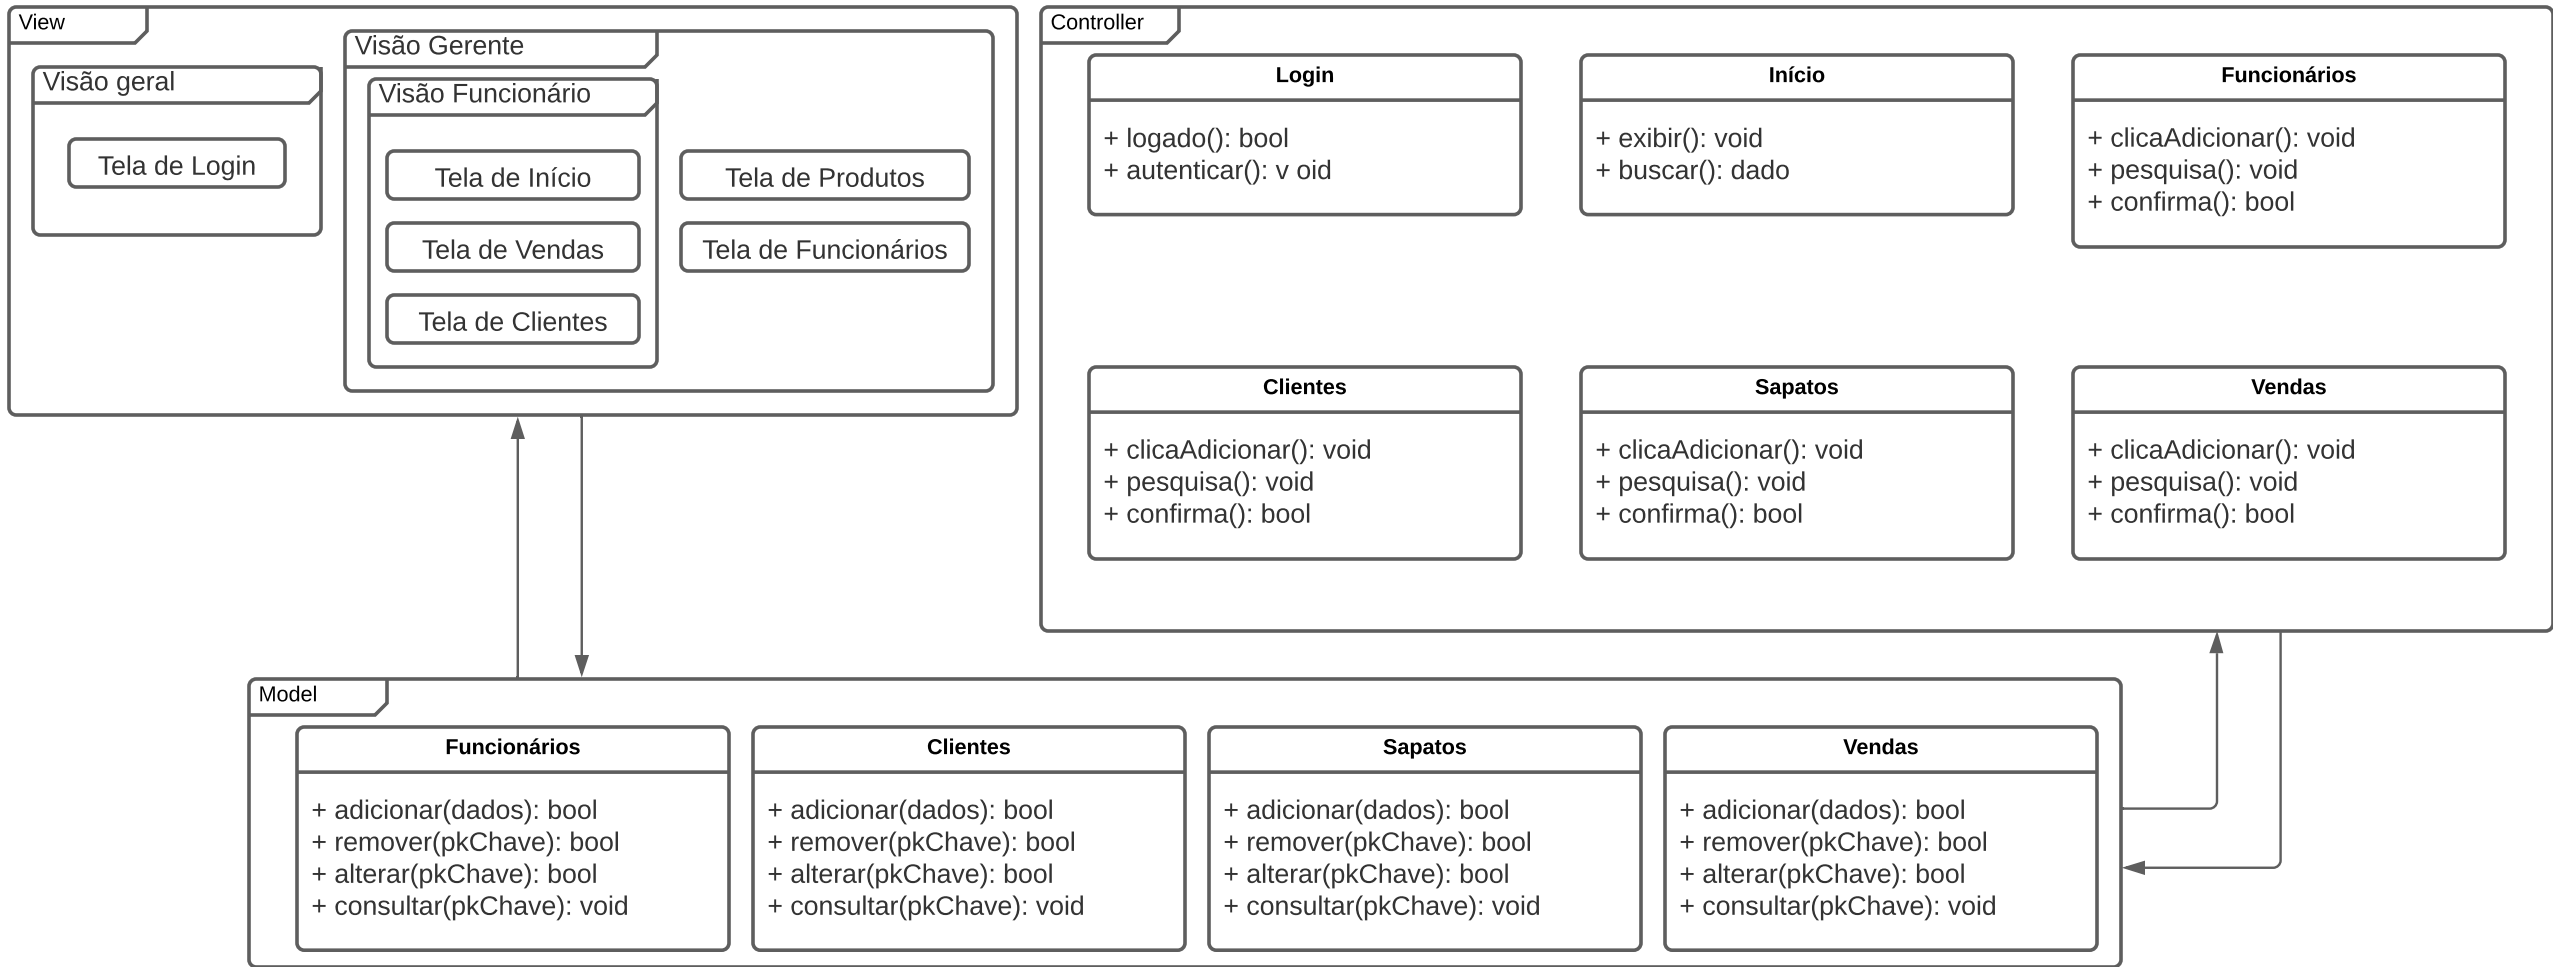 View
Visão geral
Tela de Login
Visão Gerente
Visão Funcionário
Tela de Início
Tela de Vendas
Tela de Clientes
Tela de Produtos
Tela de Funcionários
Controller
Login
+ logado(): bool
+ autenticar(): v oid
Início
+ exibir(): void
+ buscar(): dado
Funcionários
+ clicaAdicionar(): void
+ pesquisa(): void
+ confirma(): bool
Clientes
+ clicaAdicionar(): void
+ pesquisa(): void
+ confirma(): bool
Sapatos
+ clicaAdicionar(): void
+ pesquisa(): void
+ confirma(): bool
Vendas
+ clicaAdicionar(): void
+ pesquisa(): void
+ confirma(): bool
Model
Funcionários
+ adicionar(dados): bool
+ remover(pkChave): bool
+ alterar(pkChave): bool
+ consultar(pkChave): void
Clientes
+ adicionar(dados): bool
+ remover(pkChave): bool
+ alterar(pkChave): bool
+ consultar(pkChave): void
Sapatos
+ adicionar(dados): bool
+ remover(pkChave): bool
+ alterar(pkChave): bool
+ consultar(pkChave): void
Vendas
+ adicionar(dados): bool
+ remover(pkChave): bool
+ alterar(pkChave): bool
+ consultar(pkChave): void